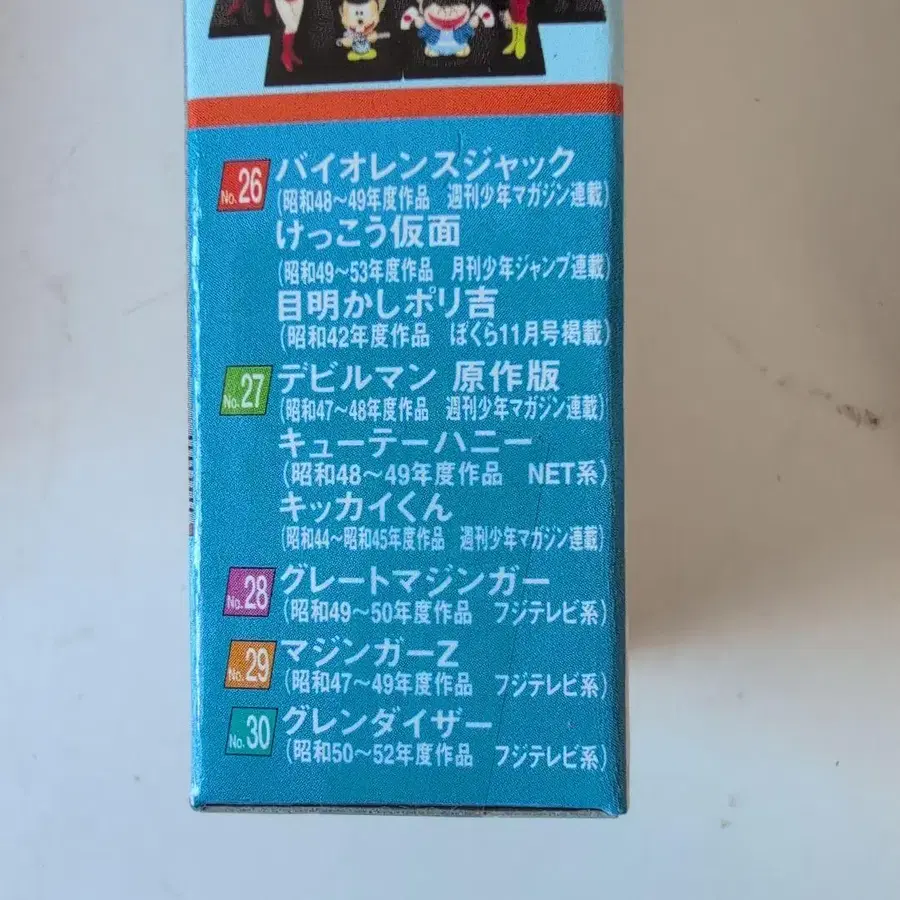 No.26 バイオレンスジャック
(昭和48～49年度作品 週刊少年マガジン連載)
けっこう仮面
(昭和49～53年度作品 月刊少年ジャンプ連載)
目明かしポリ吉
(昭和42年度作品 ぼくら11月号掲載)
No.27 デビルマン 原作版
(昭和47～48年度作品 週刊少年マガジン連載)
キューテーハニー
(昭和48～49年度作品 NET系)
キッカイくん
(昭和44～昭和45年度作品 週刊少年マガジン連載)
No.28 グレートマジンガー
(昭和49～50年度作品 フジテレビ系)
No.29 マジンガーZ
(昭和47～49年度作品 フジテレビ系)
No.30 グレンダイザー
(昭和50～52年度作品 フジテレビ系)